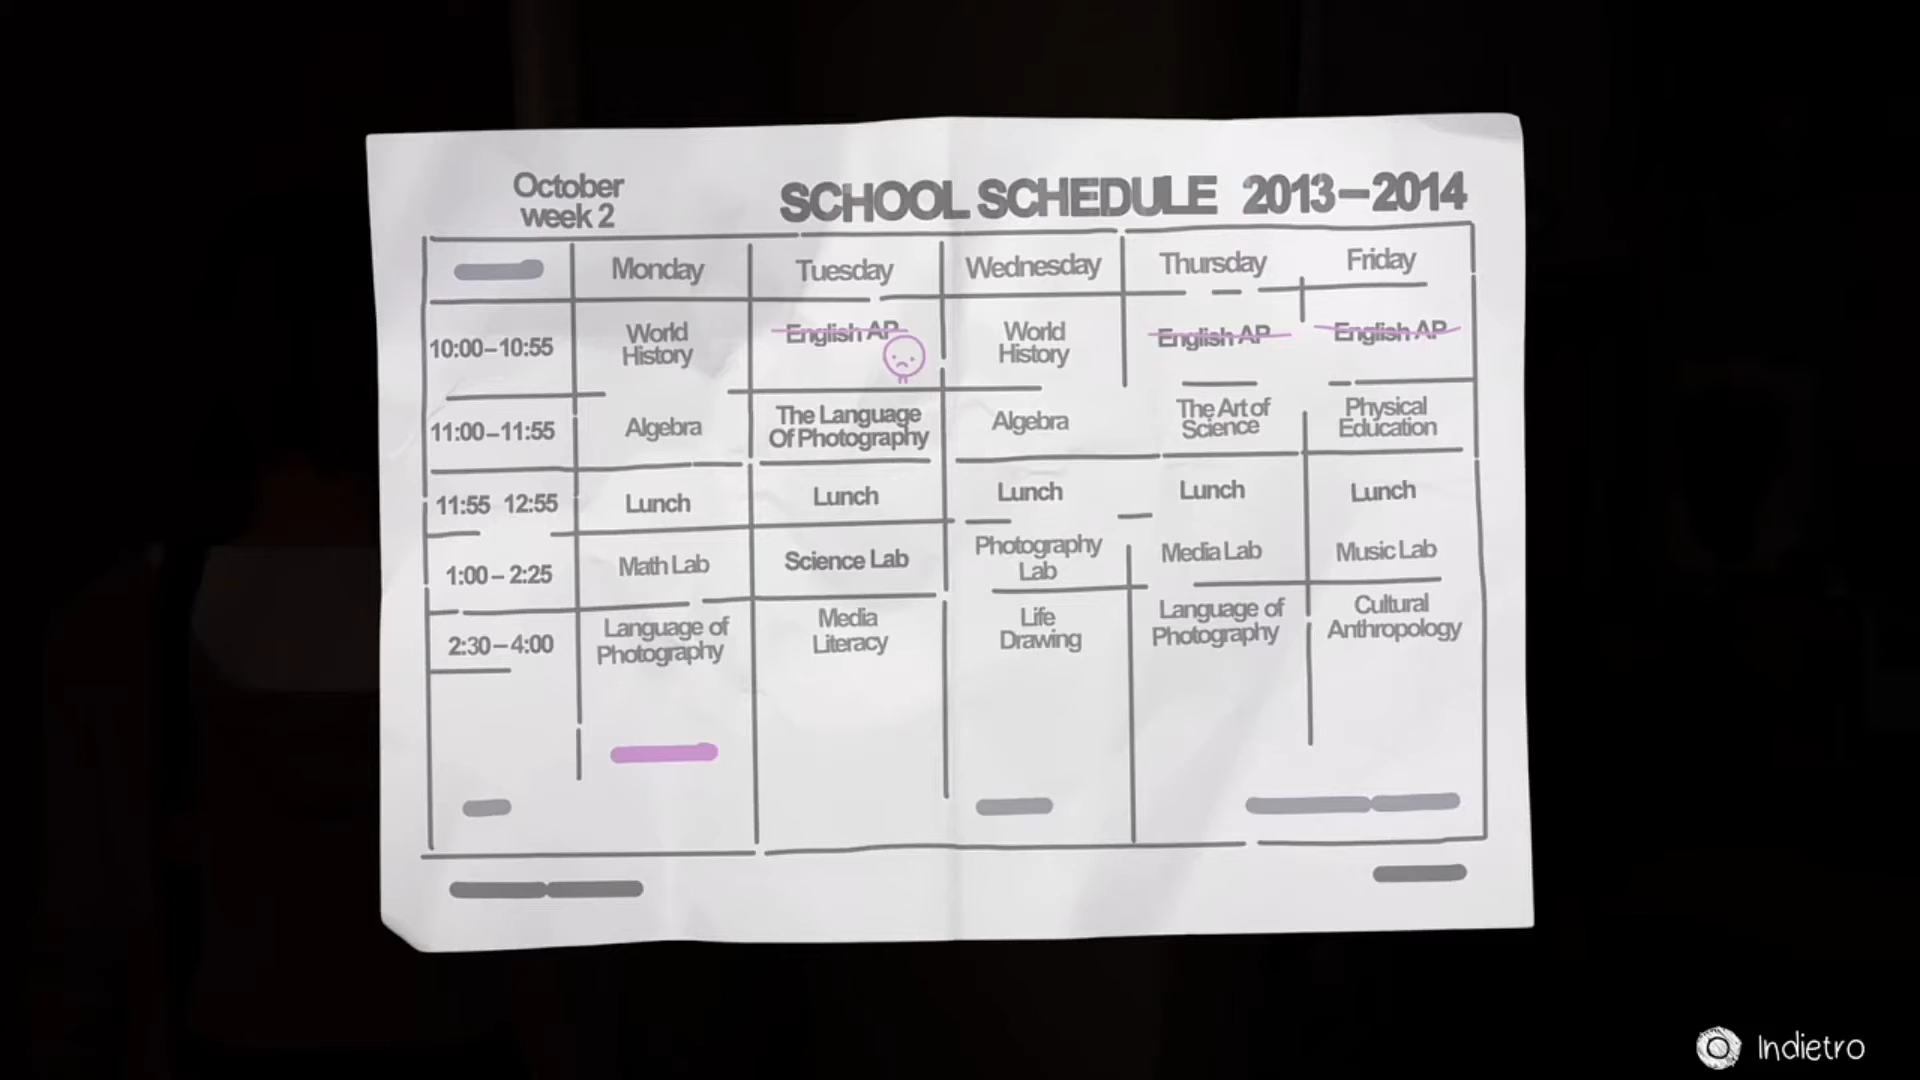 October
week 2
SCHOOL SCHEDULE 2013-2014
Monday Tuesday Wednesday Thursday Friday
10:00-10:55
World
History
English AP
World
History
English AP
English AP
11:00-11:55
Algebra
The Language
Of Photography
Algebra
The Art of
Science
Physical
Education
11:55 12:55
Lunch
Lunch
Lunch
Lunch
Lunch
1:00 - 2:25
Math Lab
Science Lab
Photography
Lab
Media Lab
Music Lab
2:30 - 4:00
Language of
Photography
Media
Literacy
Life
Drawing
Language of
Photography
Cultural
Anthropology
Indietro